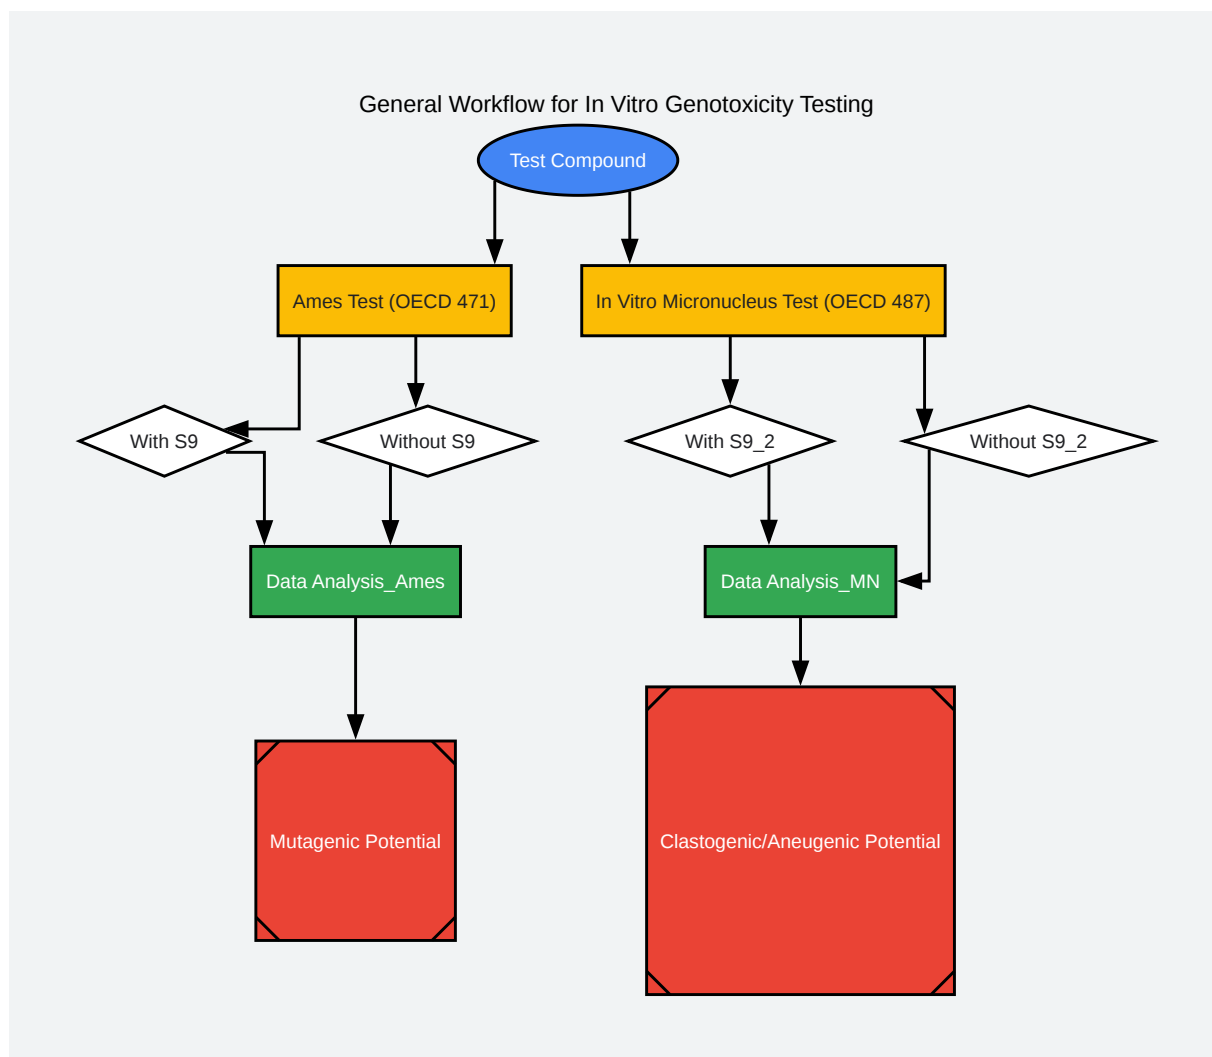 General Workflow for In Vitro Genotoxicity Testing
Test Compound
Ames Test (OECD 471)
In Vitro Micronucleus Test (OECD 487)
With S9
Without S9
With S9_2
Without S9_2
Data Analysis_Ames
Data Analysis_MN
Mutagenic Potential
Clastogenic/Aneugenic Potential